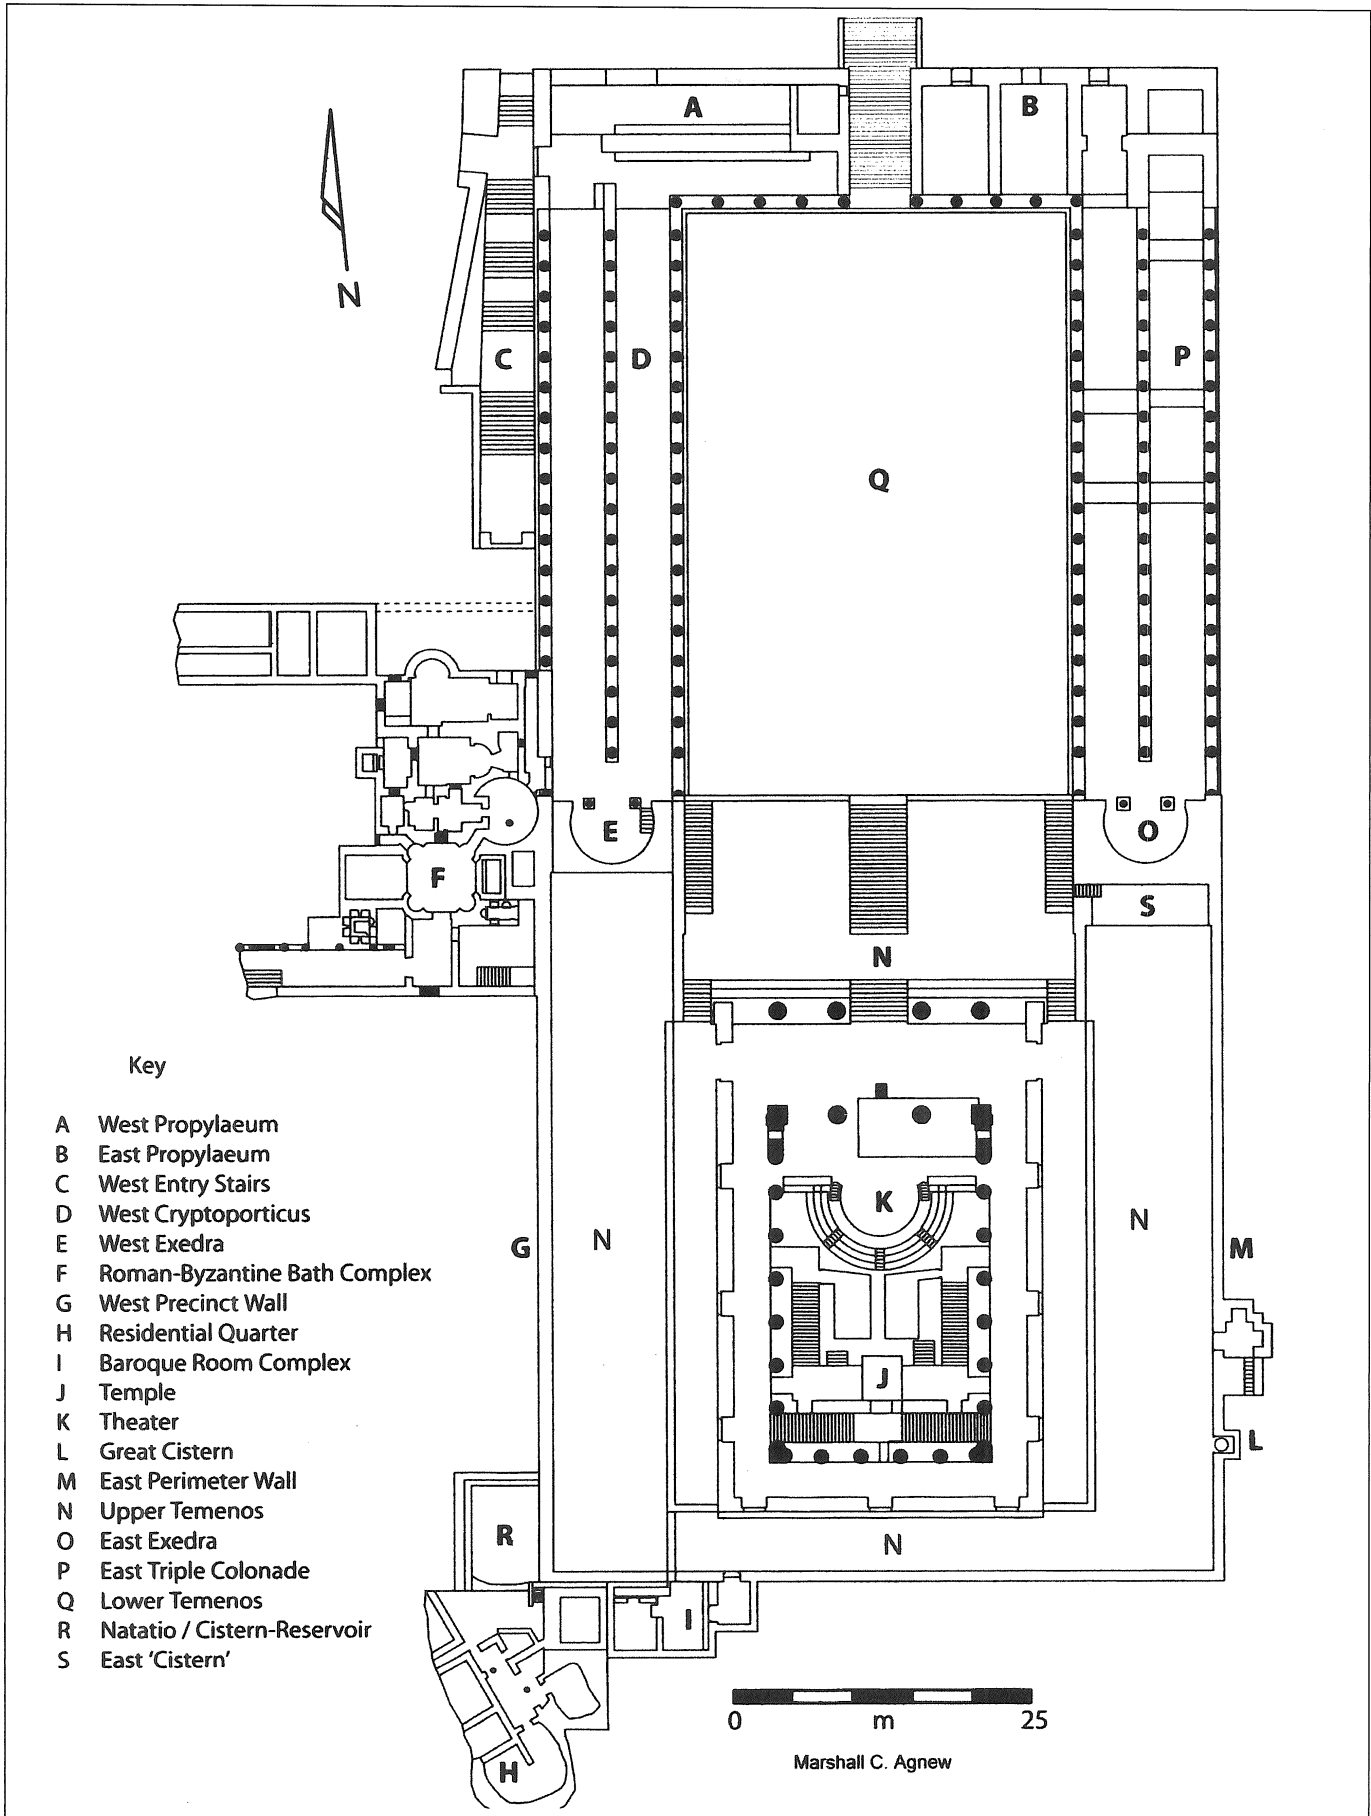 A
B
N
C
D
P
Q
E
O
F
S
N
Key
A West Propylaeum
B East Propylaeum
C West Entry Stairs
D West Cryptoporticus
E West Exedra
F Roman-Byzantine Bath Complex
G West Precinct Wall
H Residential Quarter
I Baroque Room Complex
J Temple
K Theater
L Great Cistern
M East Perimeter Wall
N Upper Temenos
O East Exedra
P East Triple Colonade
Q Lower Temenos
R Natatio / Cistern-Reservoir
S East 'Cistern'
K
N
N
G
M
J
L
R
N
I
H
0 m 25
Marshall C. Agnew